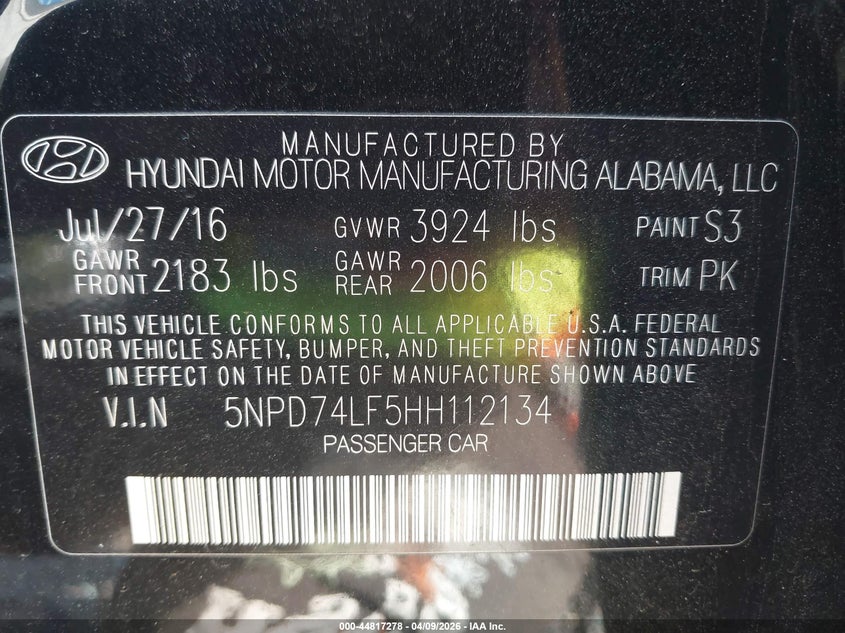 MANUFACTURED BY
HYUNDAI MOTOR MANUFACTURING ALABAMA, LLC
Jul/27/16 GVWR 3924 lbs PAINT S3
GAWR FRONT 2183 lbs GAWR REAR 2006 lbs TRIM PK
THIS VEHICLE CONFORMS TO ALL APPLICABLE U.S.A. FEDERAL
MOTOR VEHICLE SAFETY, BUMPER, AND THEFT PREVENTION STANDARDS
IN EFFECT ON THE DATE OF MANUFACTURE SHOWN ABOVE
V.I.N 5NPD74LF5HH112134
PASSENGER CAR
000-44817278 - 04/09/2026 - IAA Inc.